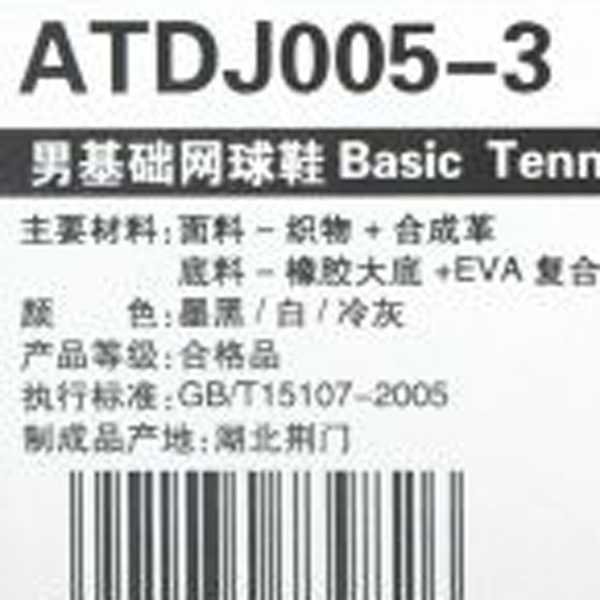 ATDJ005-3
男基础网球鞋 Basic Tenn
主要材料:面料-织物+合成革
底料-橡胶大底+EVA 复合
颜 色:墨黑/白/冷灰
产品等级:合格品
执行标准:GB/T15107-2005
制成品产地:湖北荆门